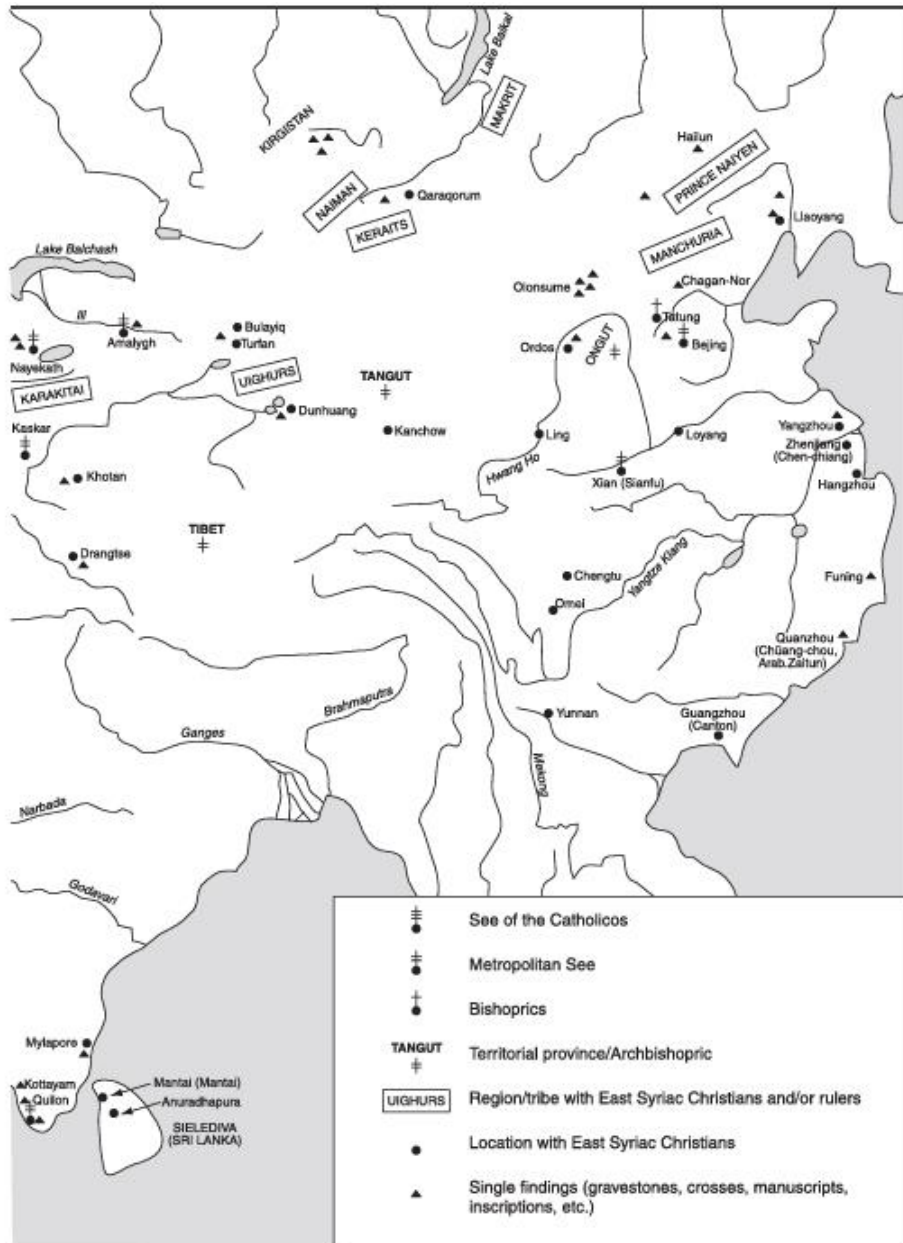 Lake Baikal
MAKRIT
KIRGISTAN
Hailun
PRINCE NAIYEN
NAIMAN
Qaraqorum
KERAITS
Liaoyang
MANCHURIA
Lake Balchash
Chagan-Nor
Olonsume
Ili
Tatung
Bulayiq
Amalygh
Turfan
Ordos
ONGUT
Bejing
Nayekath
UIGHURS
TANGUT
KARAKITAI
Dunhuang
Kaskar
Kanchow
Ling
Loyang
Yangzhou
Zhenjiang
(Chen-chiang)
Hwang Ho
Khotan
Xian (Sianfu)
Hangzhou
TIBET
Drangtse
Chengtu
Yangtze Kiang
Funing
Omei
Quanzhou
(Chüang-chou,
Arab.Zaitun)
Brahmaputra
Yunnan
Guangzhou
(Canton)
Ganges
Mekong
Narbada
Godavari
Mylapore
Kottayam
Quilon
Mantai (Mantai)
Anuradhapura
SIELEDIVA
(SRI LANKA)
See of the Catholicos
Metropolitan See
Bishoprics
TANGUT Territorial province/Archbishopric
UIGHURS Region/tribe with East Syriac Christians and/or rulers
Location with East Syriac Christians
Single findings (gravestones, crosses, manuscripts,
inscriptions, etc.)